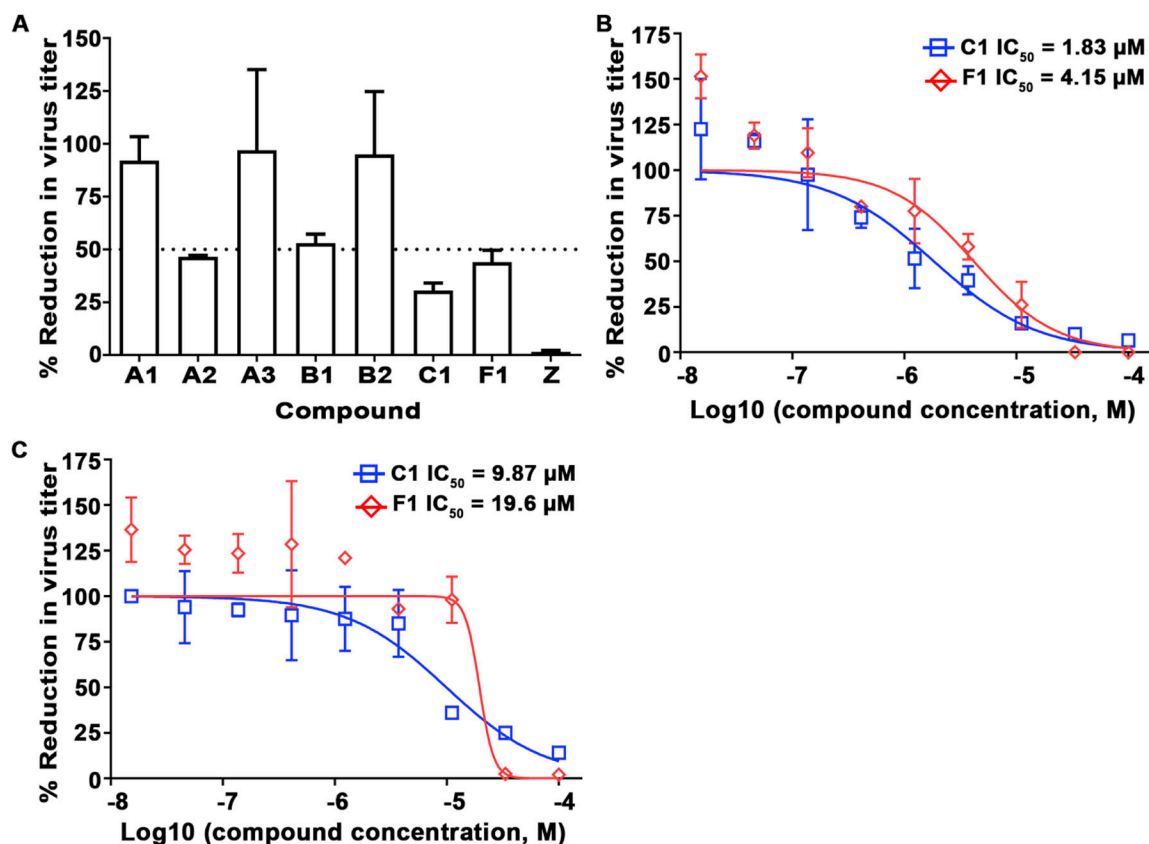 A
% Reduction in virus titer
150
125
100
75
50
25
0
A1 A2 A3 B1 B2 C1 F1 Z
Compound
B
% Reduction in virus titer
175
150
125
100
75
50
25
0
C1 IC50 = 1.83 µM
F1 IC50 = 4.15 µM
-8 -7 -6 -5 -4
Log10 (compound concentration, M)
C
% Reduction in virus titer
175
150
125
100
75
50
25
0
C1 IC50 = 9.87 µM
F1 IC50 = 19.6 µM
-8 -7 -6 -5 -4
Log10 (compound concentration, M)